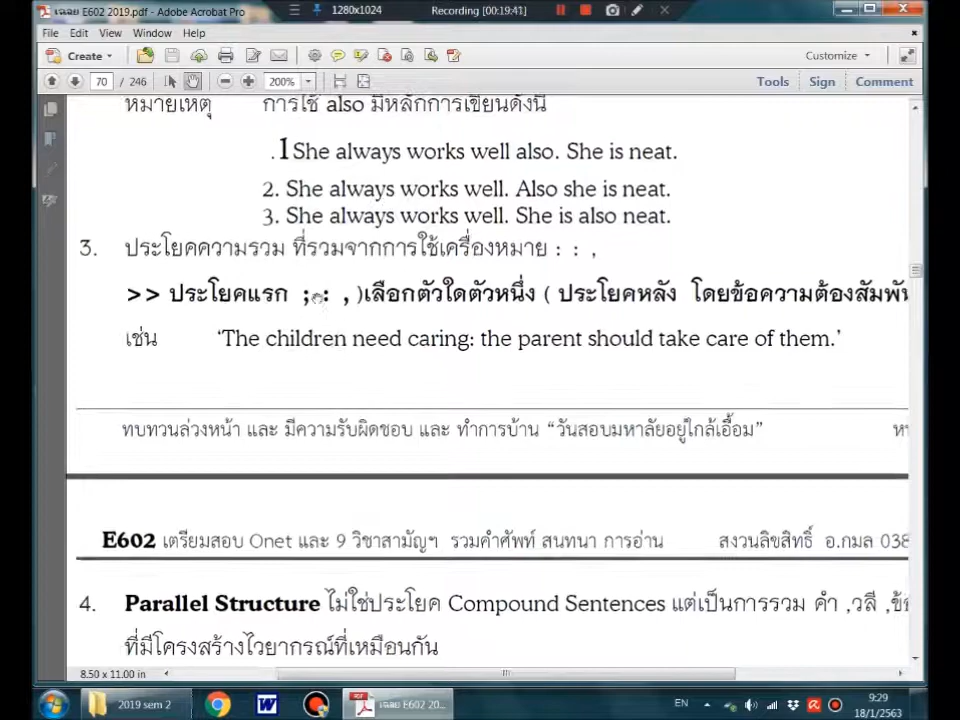 เฉลย E602 2019.pdf - Adobe Acrobat Pro
1280x1024
Recording [00:19:41]
File Edit View Window Help
Create
Customize
70 / 246
200%
Tools Sign Comment
หมายเหตุ การใช้ also มีหลักการเขียนดังนี้
.1She always works well also. She is neat.
2. She always works well. Also she is neat.
3. She always works well. She is also neat.
3. ประโยคความรวม ที่รวมจากการใช้เครื่องหมาย : : ,
>> ประโยคแรก ; : , )เลือกตัวใดตัวหนึ่ง ( ประโยคหลัง โดยข้อความต้องสัมพัน
เช่น 'The children need caring: the parent should take care of them.'
ทบทวนล่วงหน้า และ มีความรับผิดชอบ และ ทำการบ้าน "วันสอบมหาลัยอยู่ใกล้เอื้อม" ห
E602 เตรียมสอบ Onet และ 9 วิชาสามัญฯ รวมคำศัพท์ สนทนา การอ่าน สงวนลิขสิทธิ์ อ.กมล 038
4. Parallel Structure ไม่ใช่ประโยค Compound Sentences แต่เป็นการรวม คำ ,วลี ,ข้
ที่มีโครงสร้างไวยากรณ์ที่เหมือนกัน
8.50 x 11.00 in
2019 sem 2
เฉลย E602 20...
EN
9:29
18/1/2563